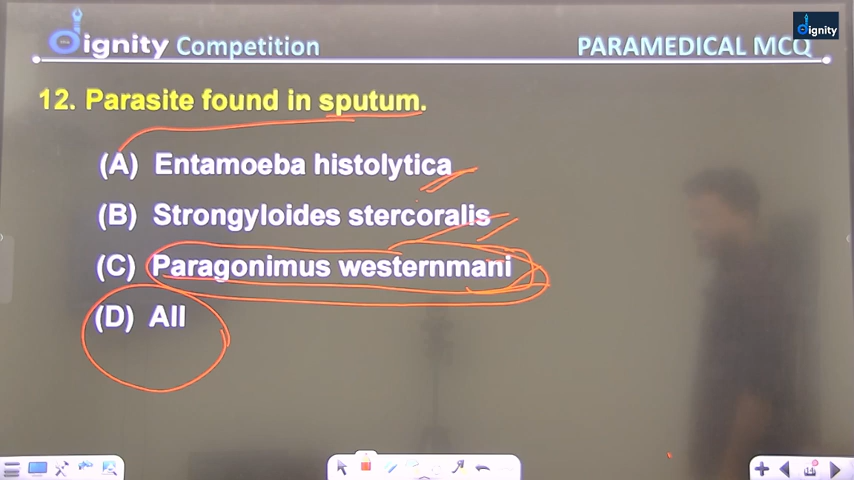 dignity Competition
PARAMEDICAL MCQ
dignity
12. Parasite found in sputum.
(A) Entamoeba histolytica
(B) Strongyloides stercoralis
(C) Paragonimus westernmani
(D) All